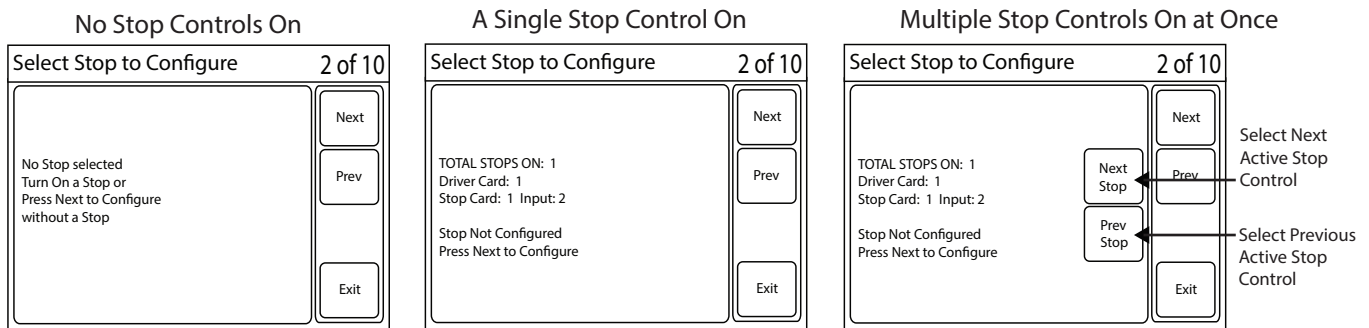 No Stop Controls On
Select Stop to Configure
2 of 10
No Stop selected
Turn On a Stop or
Press Next to Configure
without a Stop
Next
Prev
Exit
A Single Stop Control On
Select Stop to Configure
2 of 10
TOTAL STOPS ON: 1
Driver Card: 1
Stop Card: 1 Input: 2
Stop Not Configured
Press Next to Configure
Next
Prev
Exit
Multiple Stop Controls On at Once
Select Stop to Configure
2 of 10
TOTAL STOPS ON: 1
Driver Card: 1
Stop Card: 1 Input: 2
Stop Not Configured
Press Next to Configure
Next
Stop
Prev
Stop
Next
Prev
Exit
Select Next
Active Stop
Control
Select Previous
Active Stop
Control